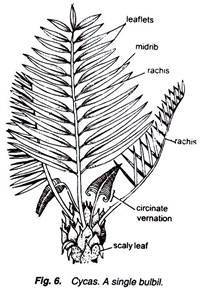 leaflets
midrib
rachis
rachis
circinate
vernation
scaly leaf
Fig. 6. Cycas. A single bulbil.